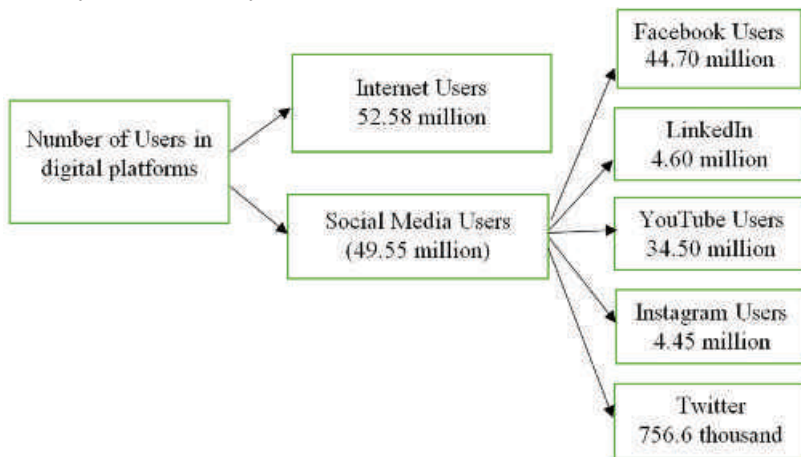 Number of Users in
digital platforms
Internet Users
52.58 million
Social Media Users
(49.55 million)
Facebook Users
44.70 million
LinkedIn
4.60 million
YouTube Users
34.50 million
Instagram Users
4.45 million
Twitter
756.6 thousand